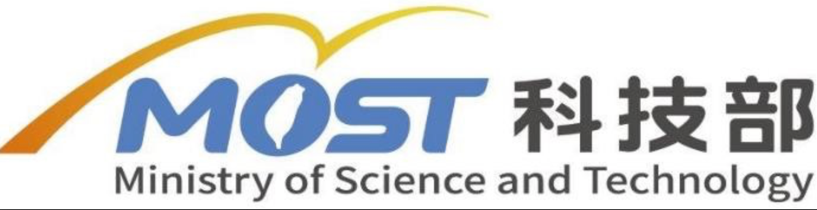 MOST 科技部
Ministry of Science and Technology